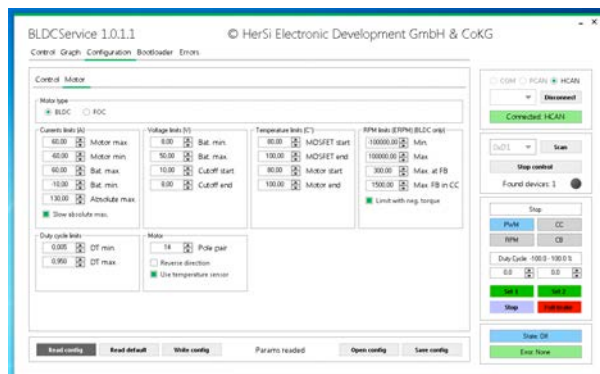 BLDCService 1.0.1.1
© HerSi Electronic Development GmbH & CoKG
Control Graph Configuration Bootloader Errors
Control Motor
Motor type
BLDC FOC
Currents limits (A)
60,00 Motor max.
-60,00 Motor min.
60,00 Bat. max.
-10,00 Bat. min.
130,00 Absolute max.
Slow absolute max.
Voltage limits (V)
8,00 Bat. min.
50,00 Bat. max.
10,00 Cutoff start
8,00 Cutoff end
Temperature limits (C°)
80,00 MOSFET start
100,00 MOSFET end
80,00 Motor start
100,00 Motor end
RPM limits (ERPM) (BLDC only)
-100000,00 Min.
100000,00 Max.
300,00 Max. at FB
1500,00 Max. FB in CC
Limit with neg. torque
Duty cycle limits
0,005 DT min.
0,950 DT max.
Motor
14 Pole pair
Reverse direction
Use temperature sensor
Read config Read default Write config Params readed Open config Save config
COM PCAN HCAN
Disconnect
Connected: HCAN
0xD1 Scan
Stop control
Found devices: 1
Stop
PWM CC
RPM CB
Duty Cycle -100.0 - 100.0 %
0.0 0.0
Set 1 Set 2
Stop Full Brake
State: Off
Error: None